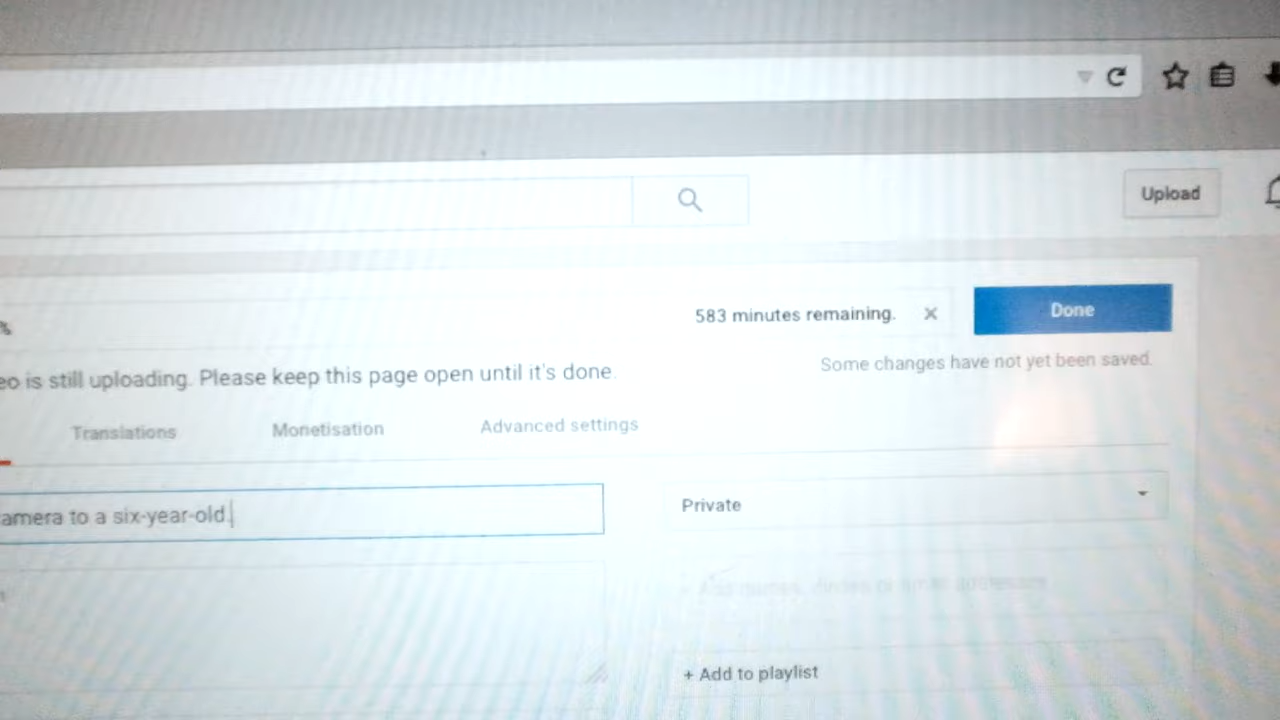 Upload
%
583 minutes remaining.
Done
eo is still uploading. Please keep this page open until it's done.
Some changes have not yet been saved.
Translations
Monetisation
Advanced settings
amera to a six-year-old.
Private
+ Add to playlist